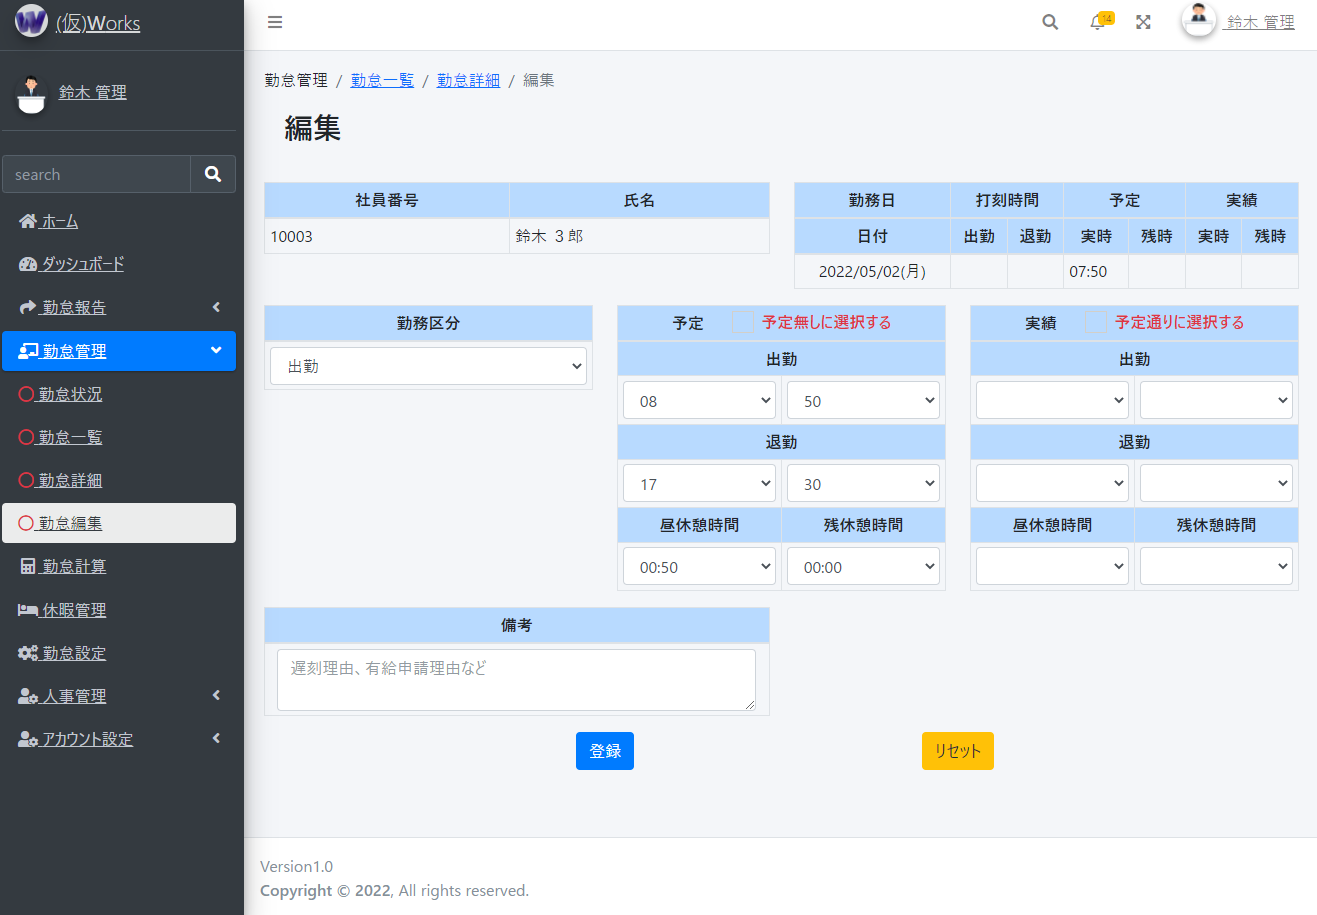 (仮)Works
鈴木 管理
search
ホーム
ダッシュボード
勤怠報告
勤怠管理
勤怠状況
勤怠一覧
勤怠詳細
勤怠編集
勤怠計算
休暇管理
勤怠設定
人事管理
アカウント設定
14
鈴木 管理
勤怠管理 / 勤怠一覧 / 勤怠詳細 / 編集
編集
社員番号 氏名
10003 鈴木 ３郎
勤務日 打刻時間 予定 実績
日付 出勤 退勤 実時 残時 実時 残時
2022/05/02(月) 07:50
勤務区分
出勤
予定 予定無しに選択する
出勤
08 50
退勤
17 30
昼休憩時間 残休憩時間
00:50 00:00
実績 予定通りに選択する
出勤
退勤
昼休憩時間 残休憩時間
備考
遅刻理由、有給申請理由など
登録 リセット
Version1.0
Copyright © 2022, All rights reserved.